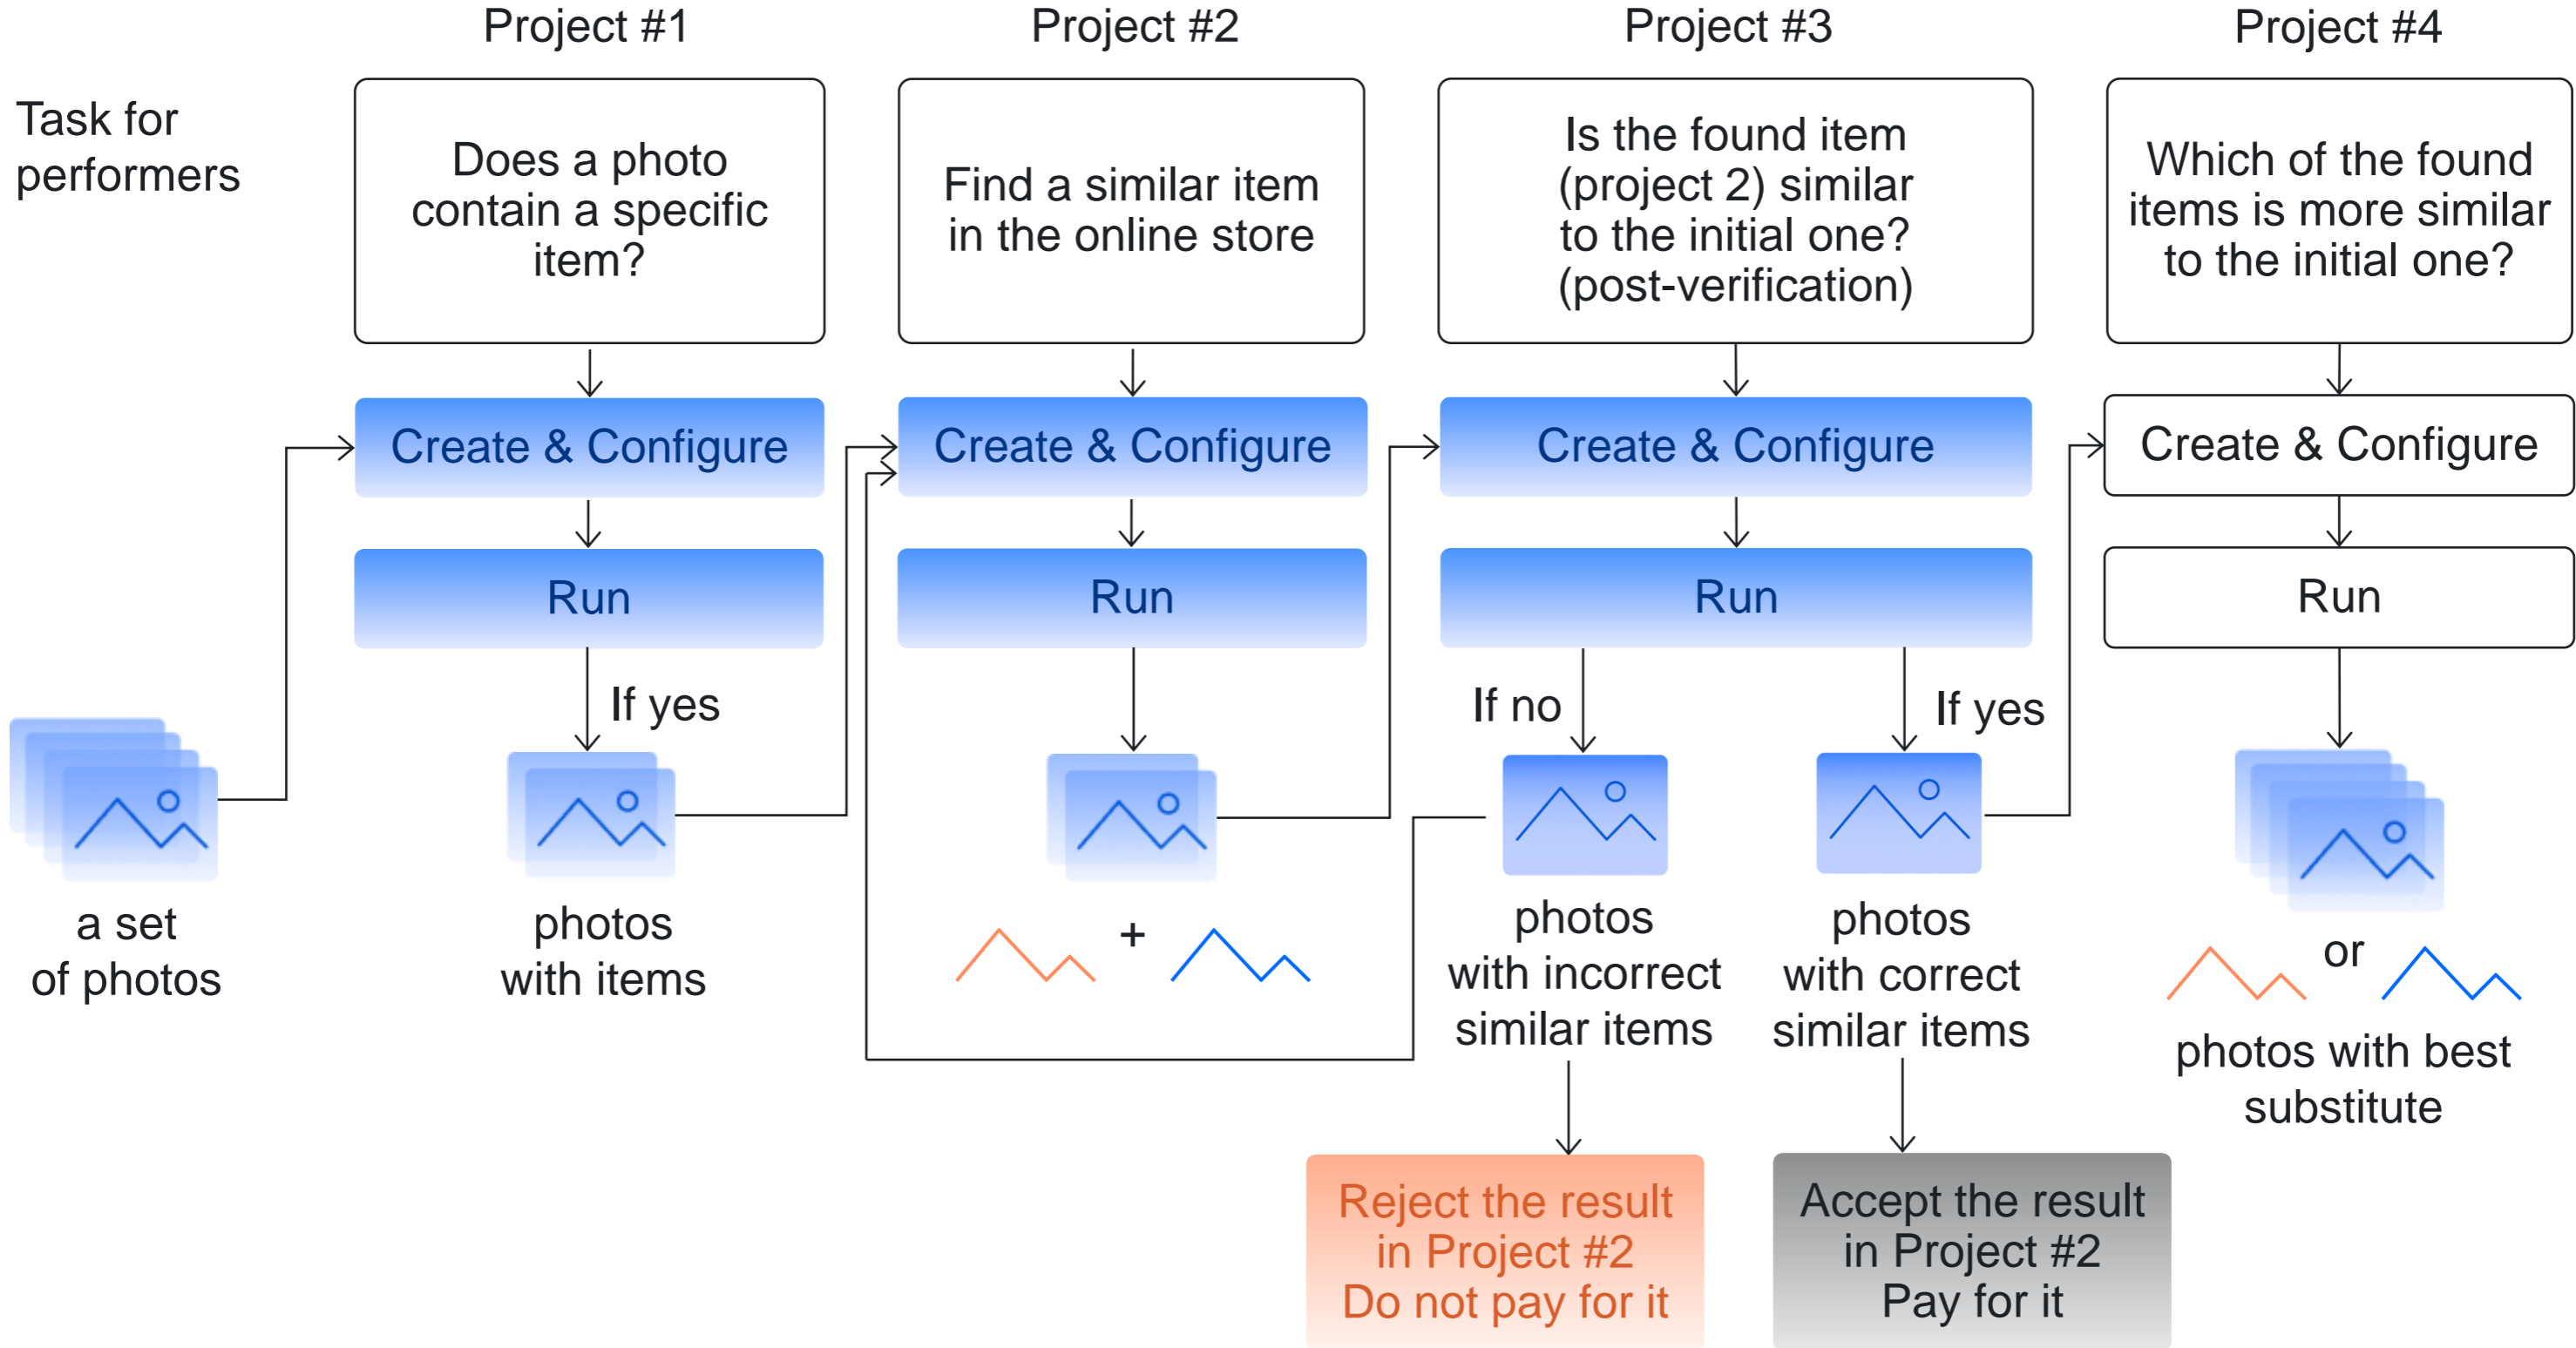 Project #1
Project #2
Project #3
Project #4
Task for
performers
Does a photo
contain a specific
item?
Find a similar item
in the online store
Is the found item
(project 2) similar
to the initial one?
(post-verification)
Which of the found
items is more similar
to the initial one?
Create & Configure
Create & Configure
Create & Configure
Create & Configure
Run
Run
Run
Run
If yes
If no
If yes
a set
of photos
photos
with items
+
photos
with incorrect
similar items
photos
with correct
similar items
or
photos with best
substitute
Reject the result
in Project #2
Do not pay for it
Accept the result
in Project #2
Pay for it